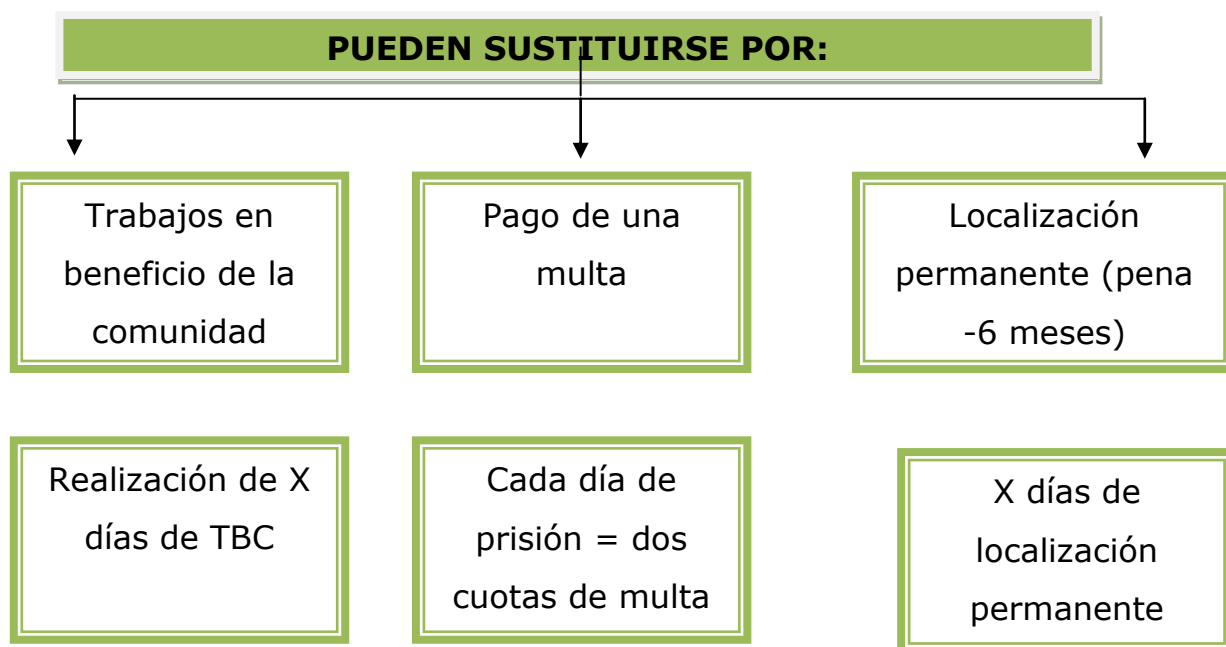 PUEDEN SUSTITUIRSE POR:
Trabajos en
beneficio de la
comunidad
Pago de una
multa
Localización
permanente (pena
-6 meses)
Realización de X
días de TBC
Cada día de
prisión = dos
cuotas de multa
X días de
localización
permanente